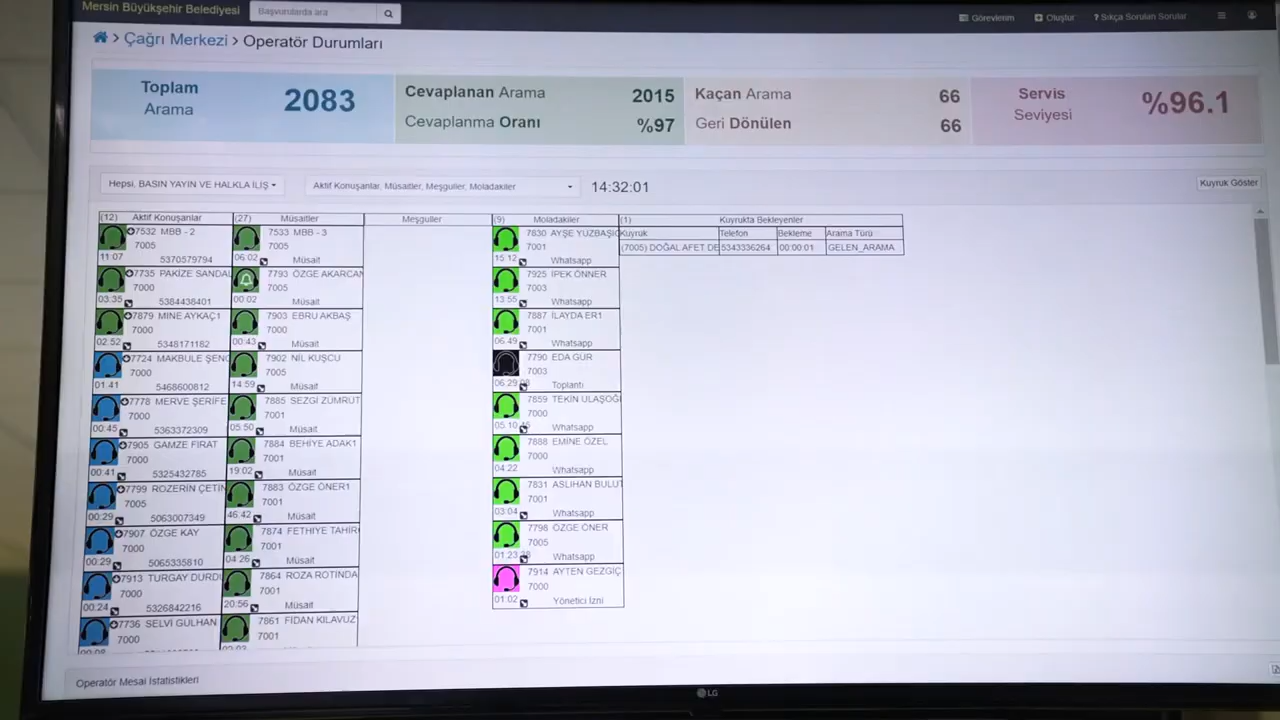 Mersin Büyükşehir Belediyesi Başvurularda ara Görevlerim Oluştur ? Sıkça Sorulan Sorular
> Çağrı Merkezi > Operatör Durumları
Toplam Arama 2083
Cevaplanan Arama 2015
Cevaplanma Oranı %97
Kaçan Arama 66
Geri Dönülen 66
Servis Seviyesi %96.1
Hepsi, BASIN YAYIN VE HALKLA İLİŞ Aktif Konuşanlar, Müsaitler, Meşguller, Moladakiler 14:32:01 Kuyruk Göster
(12) Aktif Konuşanlar
7532 MBB - 2
7005
11:07 5370579794
7735 PAKİZE SANDAL
7000
03:35 5384438401
7879 MİNE AYKAÇ1
7000
02:52 5348171182
7724 MAKBULE ŞENG
7000
01:41 5468600812
7778 MERVE ŞERİFE
7000
00:45 5363372309
7905 GAMZE FIRAT
7000
00:41 5325432785
7799 ROZERİN ÇETİN
7005
00:29 5063007349
7907 ÖZGE KAY
7000
00:29 5065335810
7913 TURGAY DURDU
7000
00:24 5326842216
7736 SELVİ GÜLHAN
7000
(27) Müsaitler
7533 MBB - 3
7005
06:02 Müsait
7793 ÖZGE AKARCAN
7005
00:02 Müsait
7903 EBRU AKBAŞ
7000
00:43 Müsait
7902 NİL KUŞCU
7005
14:59 Müsait
7885 SEZGİ ZÜMRÜT
7001
05:50 Müsait
7884 BEHİYE ADAK1
7001
19:02 Müsait
7883 ÖZGE ÖNER1
7001
46:42 Müsait
7874 FETHİYE TAHİR
7001
04:26 Müsait
7864 ROZA ROTİNDA
7001
20:56 Müsait
7861 FİDAN KILAVUZ
7001
Meşguller
(9) Moladakiler
7830 AYŞE YÜZBAŞIO
7001
15:12 Whatsapp
7925 İPEK ÖNNER
7003
13:55 Whatsapp
7887 İLAYDA ER1
7001
06:49 Whatsapp
7790 EDA GÜR
7003
06:29 Toplantı
7859 TEKİN ULAŞOĞ
7000
05:10 Whatsapp
7888 EMİNE ÖZEL
7000
04:22 Whatsapp
7831 ASLIHAN BULUT
7001
03:04 Whatsapp
7798 ÖZGE ÖNER
7005
01:23 Whatsapp
7914 AYTEN GEZGİÇ
7000
01:02 Yönetici İzni
(1) Kuyrukta Bekleyenler
Kuyruk Telefon Bekleme Arama Türü
(7005) DOĞAL AFET DE 5343336264 00:00:01 GELEN_ARAMA
Operatör Mesai İstatistikleri
LG